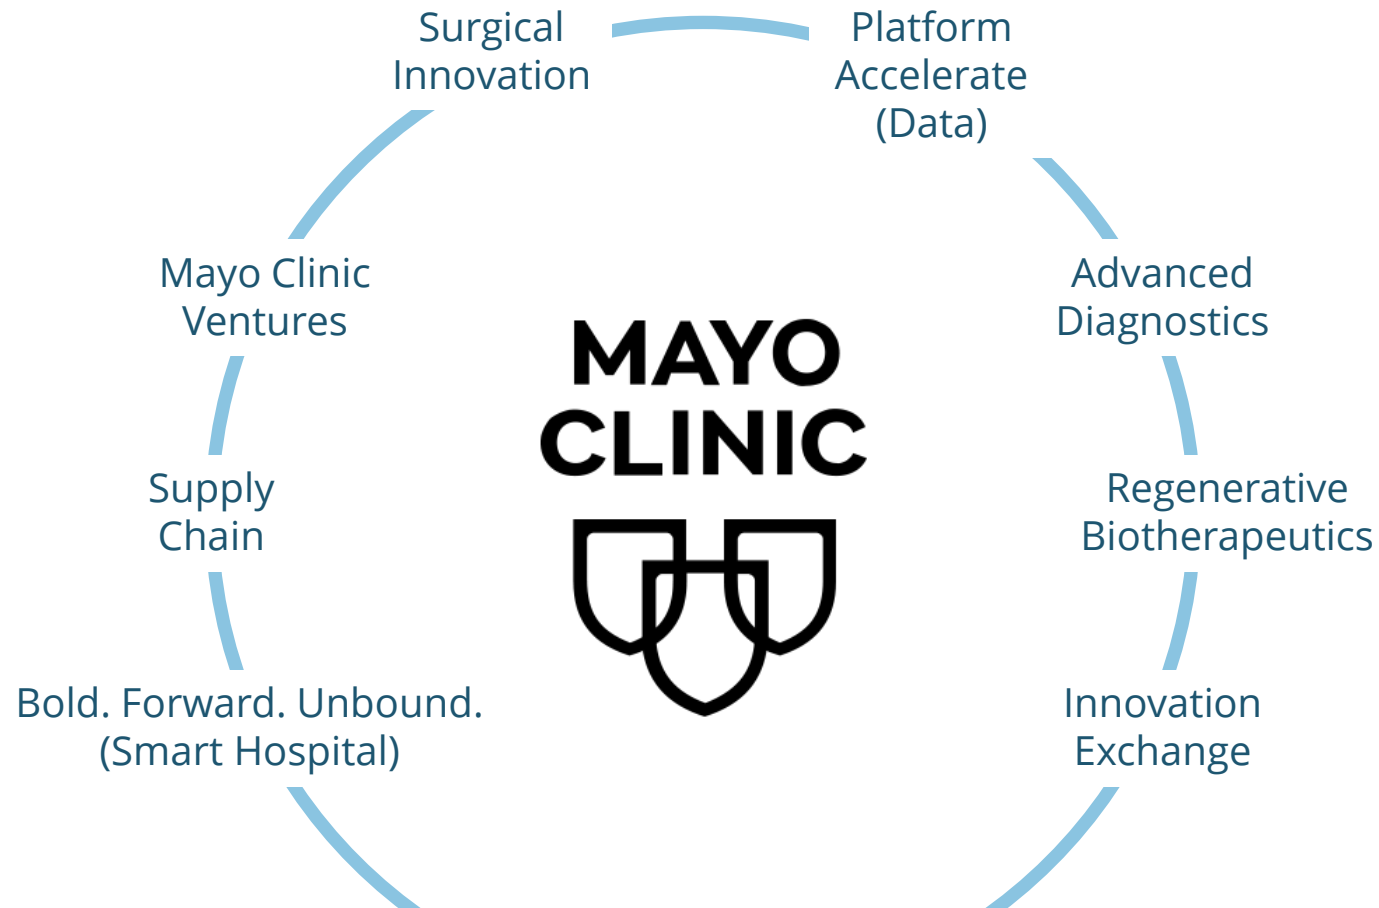 Surgical
Innovation
Platform
Accelerate
(Data)
Mayo Clinic
Ventures
Advanced
Diagnostics
MAYO
CLINIC
Supply
Chain
Regenerative
Biotherapeutics
Bold. Forward. Unbound.
(Smart Hospital)
Innovation
Exchange